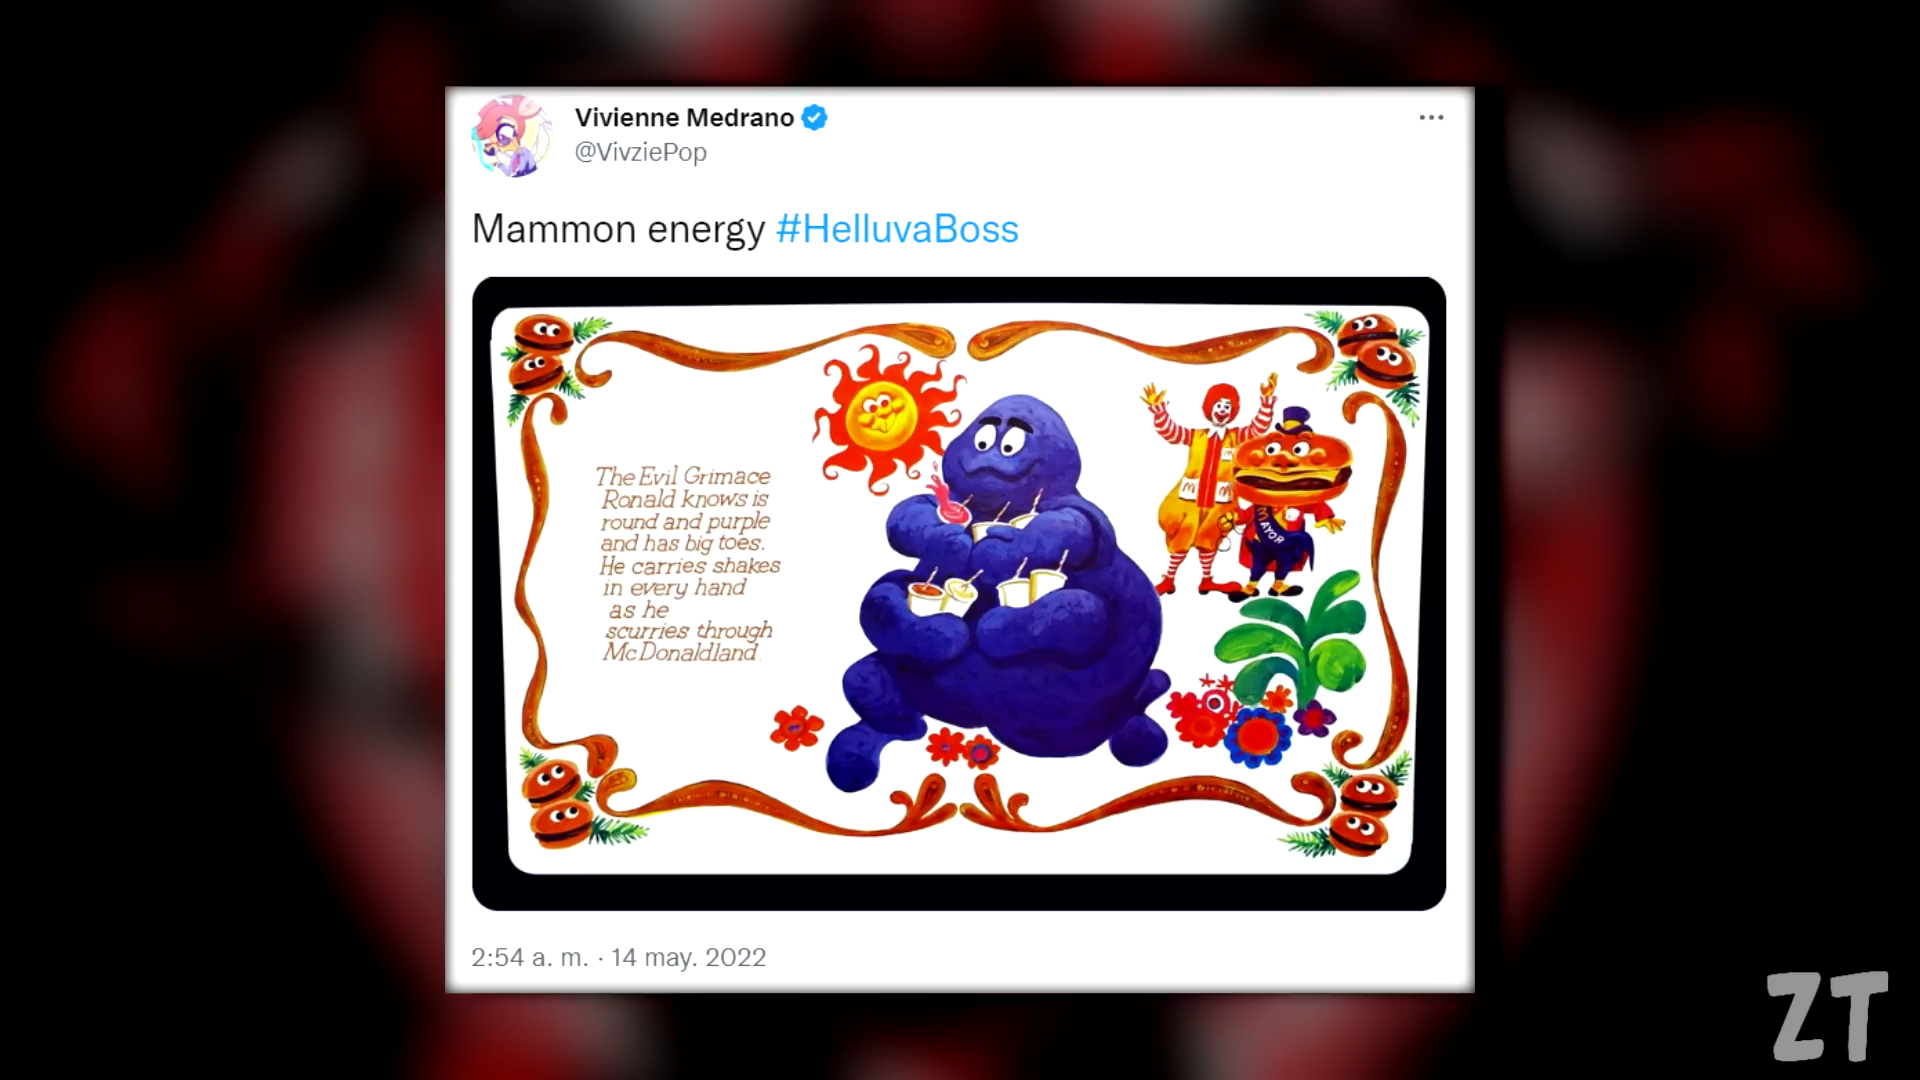 Vivienne Medrano
@VivziePop
Mammon energy #HelluvaBoss
The Evil Grimace
Ronald knows is
round and purple
and has big toes.
He carries shakes
in every hand
as he
scurries through
McDonaldland.
M
M M
MAYOR
2:54 a. m. · 14 may. 2022
ZT